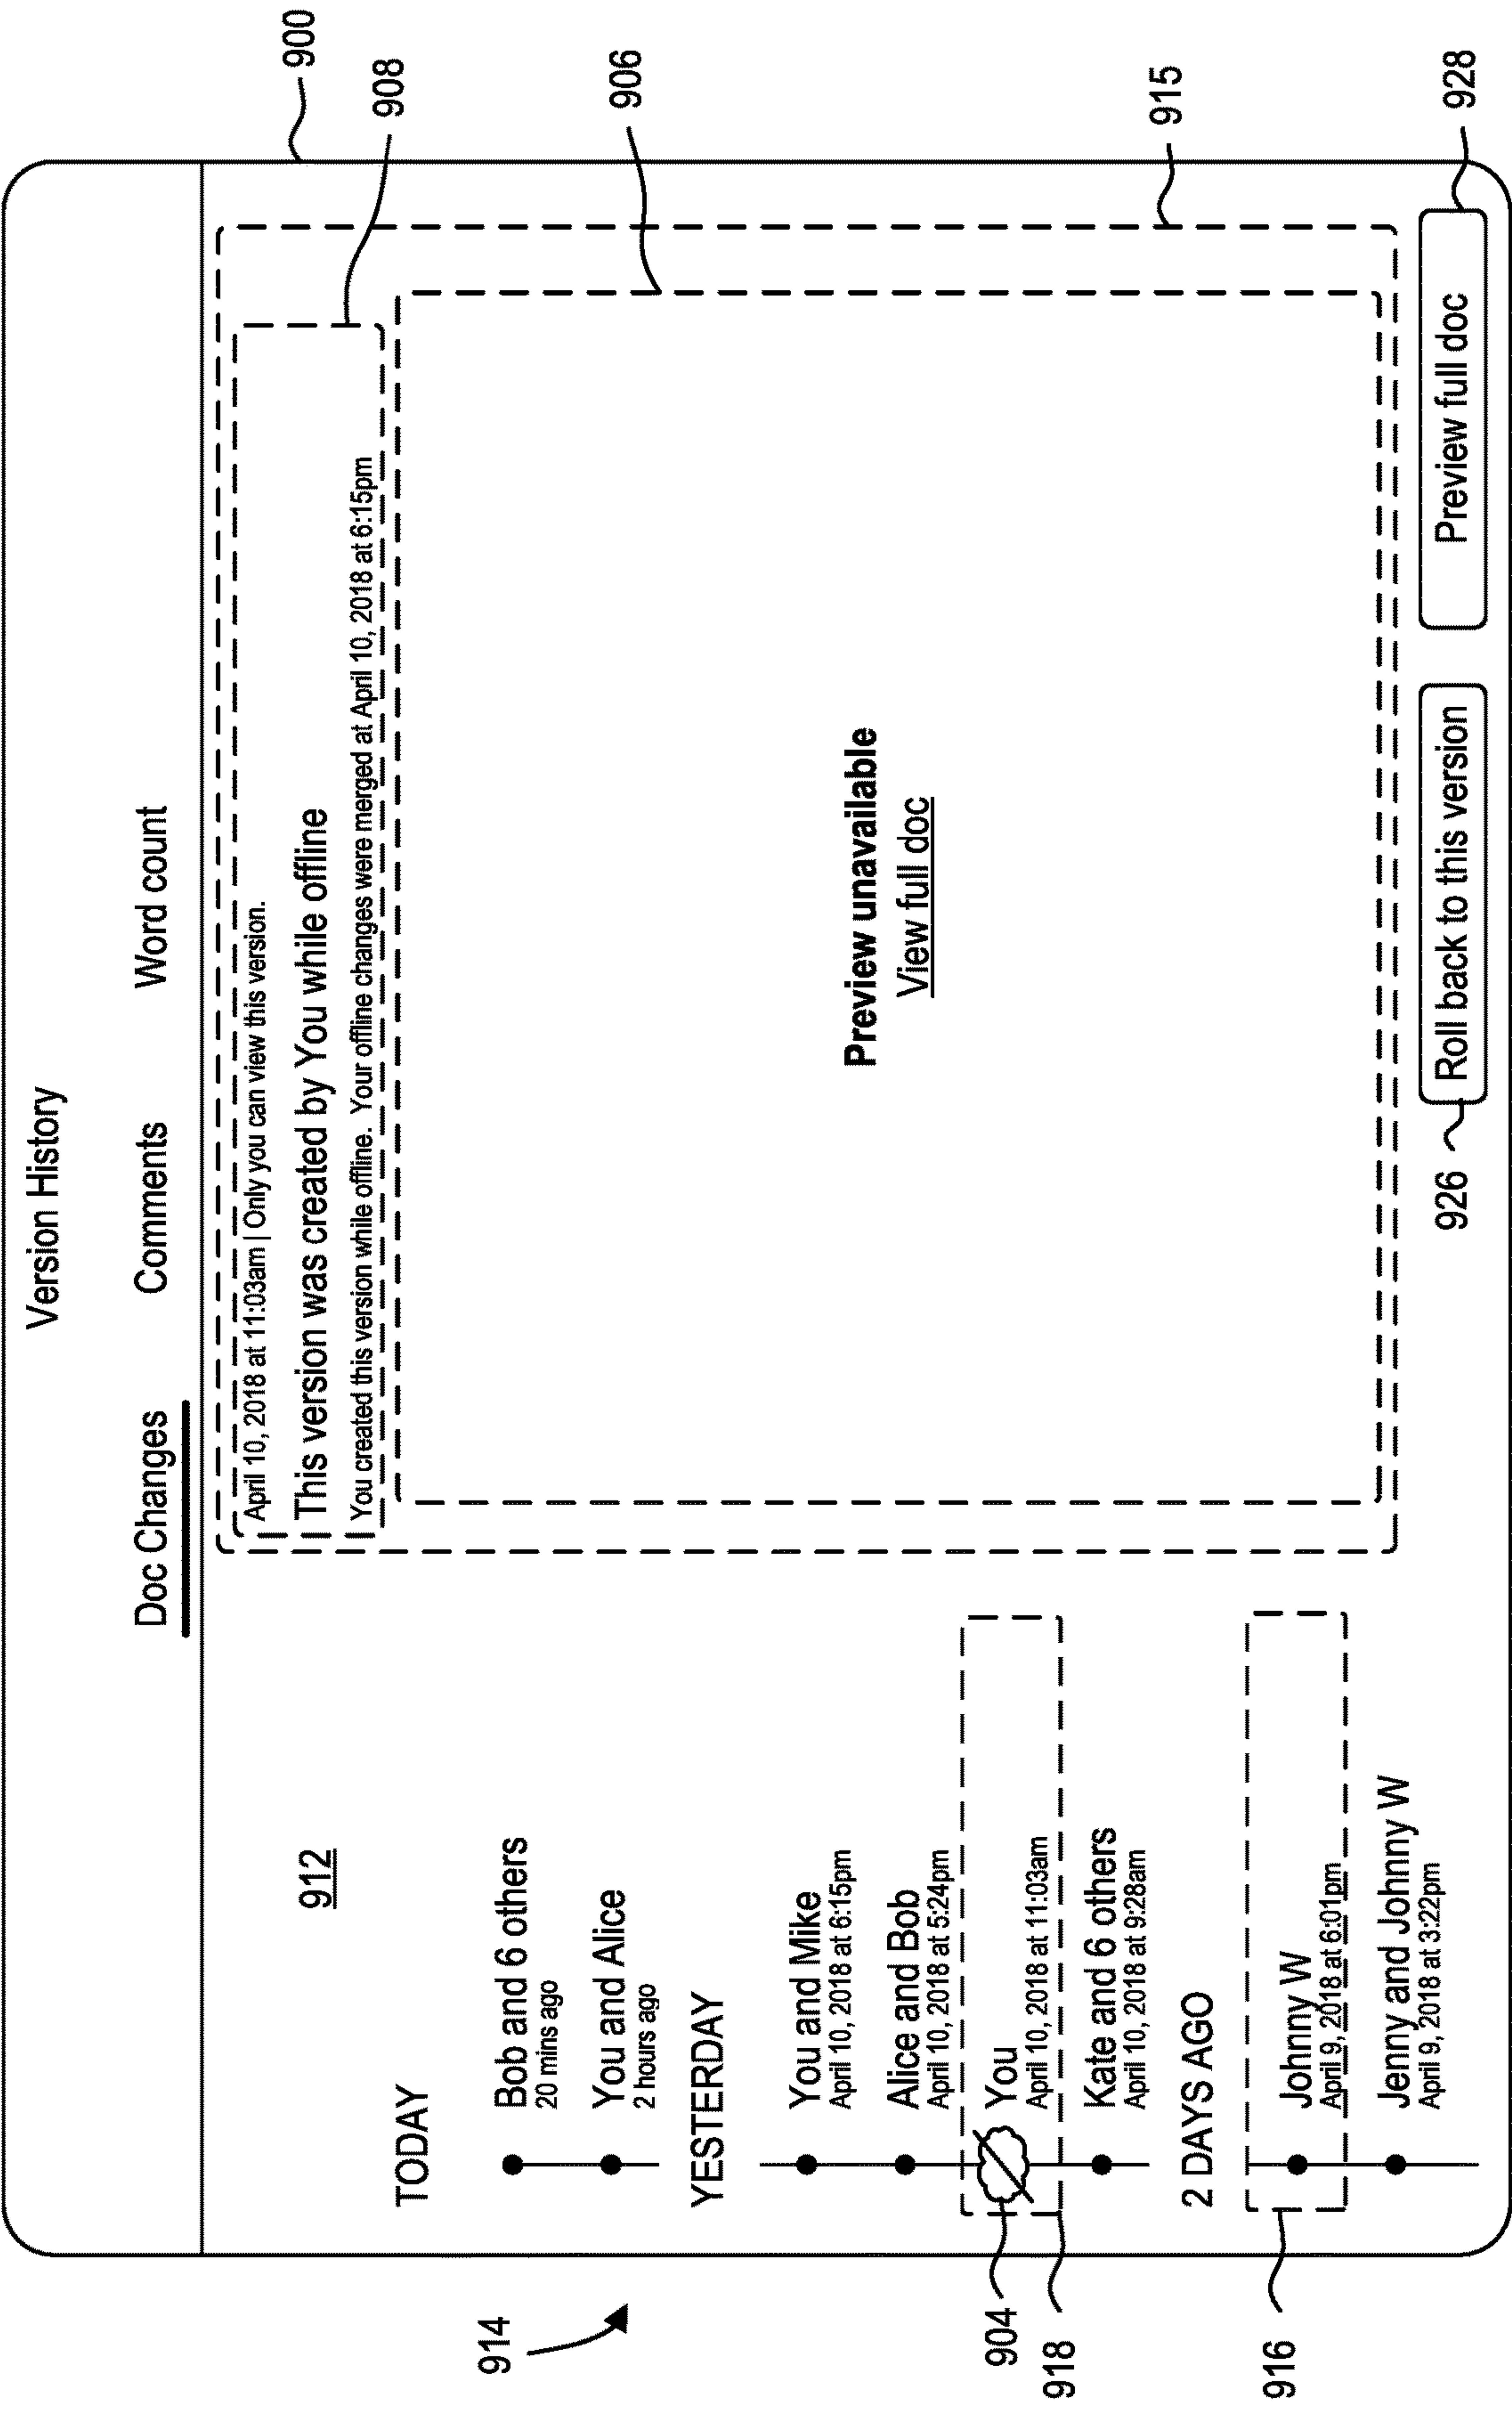 Version History
Doc Changes
Comments
Word count
900
908
906
915
928
912
914
TODAY
Bob and 6 others
20 mins ago
You and Alice
2 hours ago
YESTERDAY
You and Mike
April 10, 2018 at 6:15pm
Alice and Bob
April 10, 2018 at 5:24pm
You
April 10, 2018 at 11:03am
Kate and 6 others
April 10, 2018 at 9:28am
2 DAYS AGO
Johnny W
April 9, 2018 at 6:01pm
Jenny and Johnny W
April 9, 2018 at 3:22pm
904
918
916
April 10, 2018 at 11:03am | Only you can view this version.
This version was created by You while offline
You created this version while offline. Your offline changes were merged at April 10, 2018 at 6:15pm
Preview unavailable
View full doc
926
Roll back to this version
Preview full doc